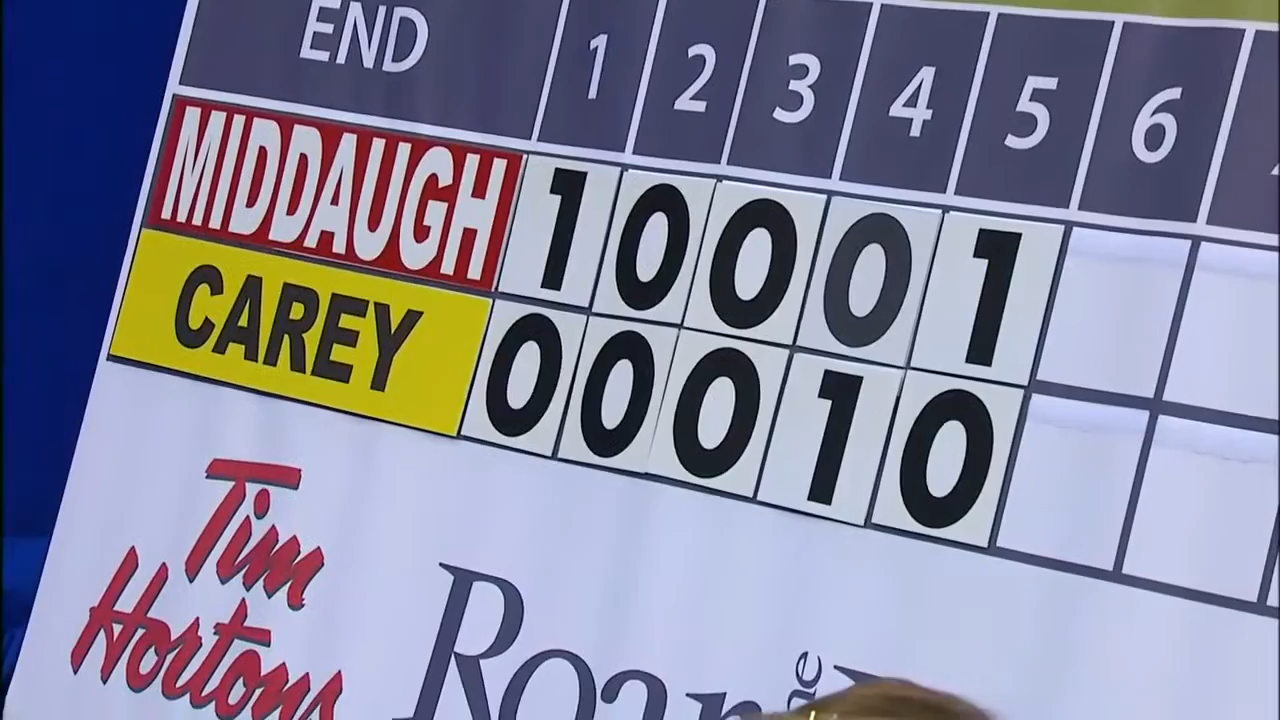 END 1 2 3 4 5 6
MIDDAUGH 1 0 0 0 1
CAREY 0 0 0 1 0
Tim
Hortons